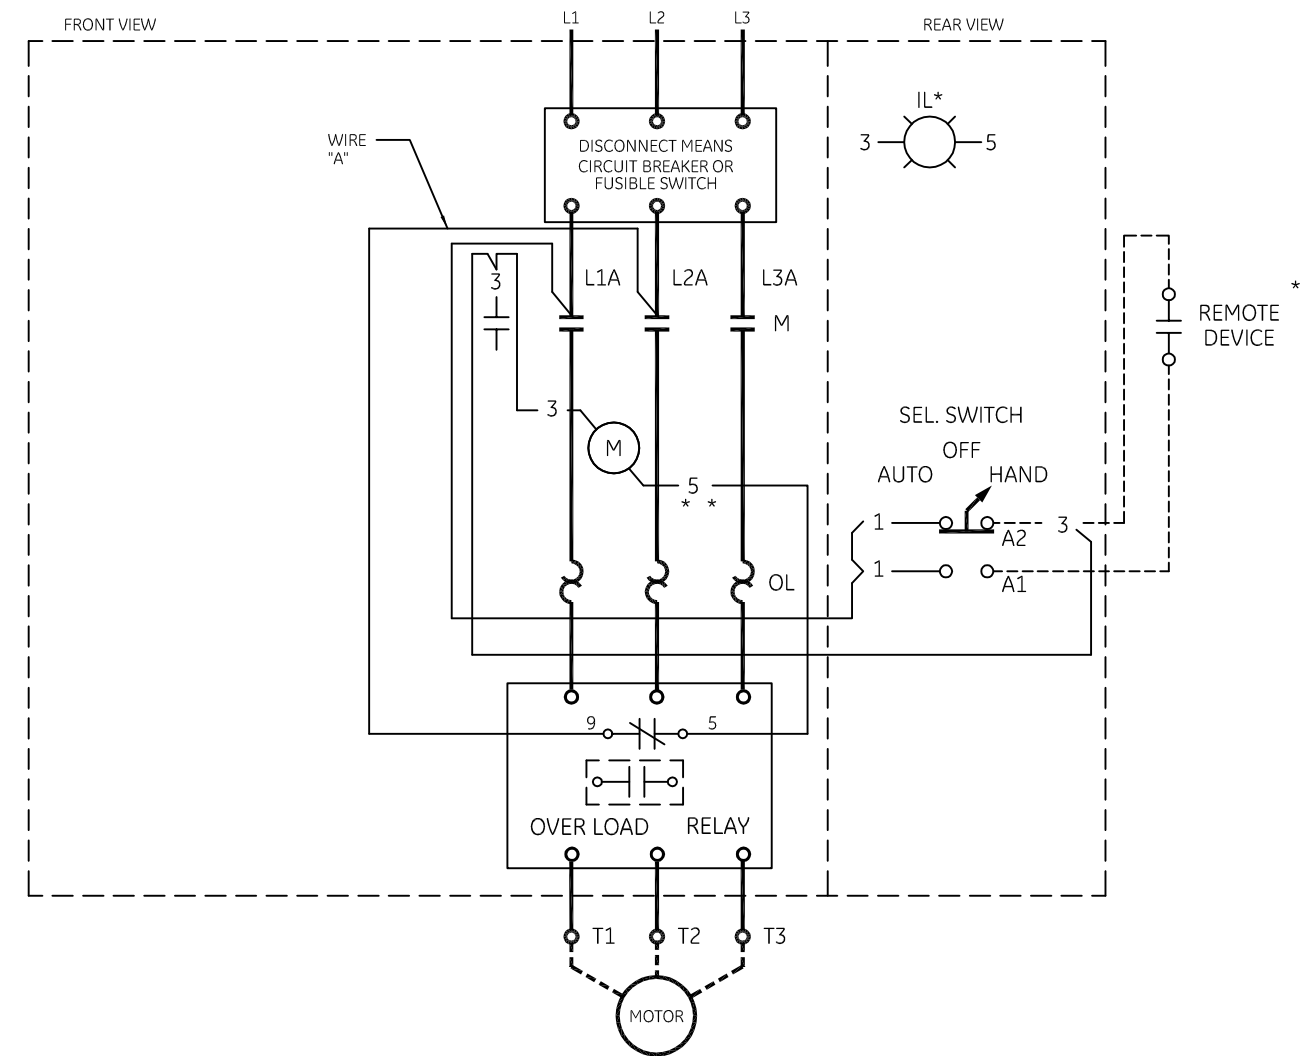 FRONT VIEW
L1
L2
L3
REAR VIEW
IL*
3
5
WIRE
"A"
DISCONNECT MEANS
CIRCUIT BREAKER OR
FUSIBLE SWITCH
3
L1A
L2A
L3A
M
*
REMOTE
DEVICE
3
M
5
* *
SEL. SWITCH
OFF
AUTO
HAND
1
3
A2
1
A1
OL
9
5
OVER LOAD
RELAY
T1
T2
T3
MOTOR